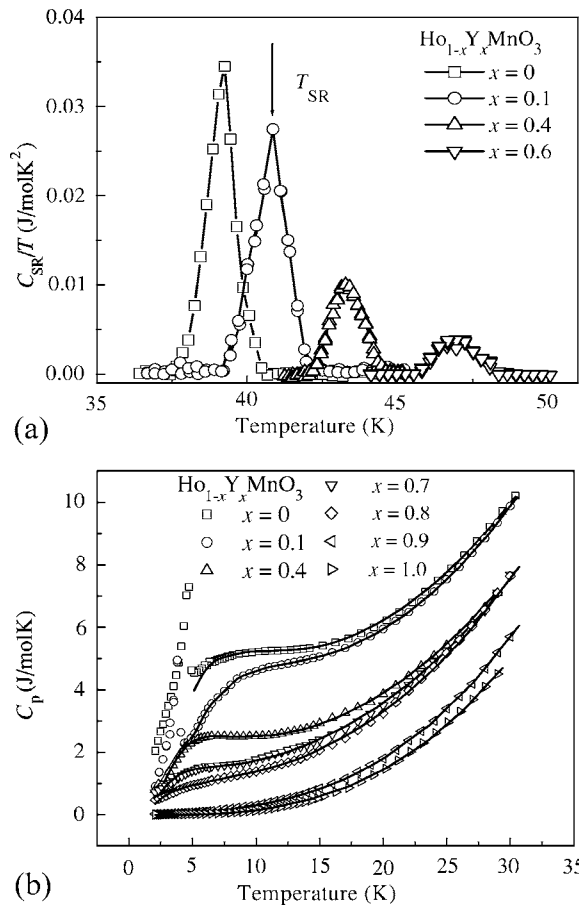 (a)
C_SR/T (J/molK²)
0.04
0.03
0.02
0.01
0.00
T_SR
Ho₁₋ₓYₓMnO₃
x = 0
x = 0.1
x = 0.4
x = 0.6
35 40 45 50
Temperature (K)
(b)
C_p (J/molK)
10
8
6
4
2
0
Ho₁₋ₓYₓMnO₃
x = 0
x = 0.1
x = 0.4
x = 0.7
x = 0.8
x = 0.9
x = 1.0
0 5 10 15 20 25 30 35
Temperature (K)